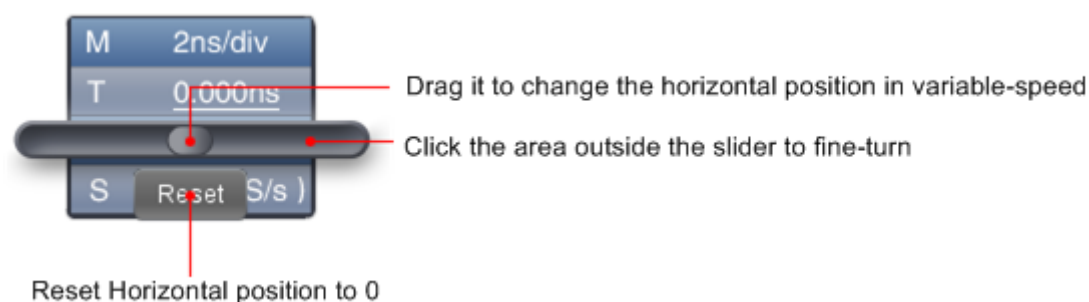 M 2ns/div
T 0.000ns
Drag it to change the horizontal position in variable-speed
Click the area outside the slider to fine-turn
S Reset S/s )
Reset Horizontal position to 0